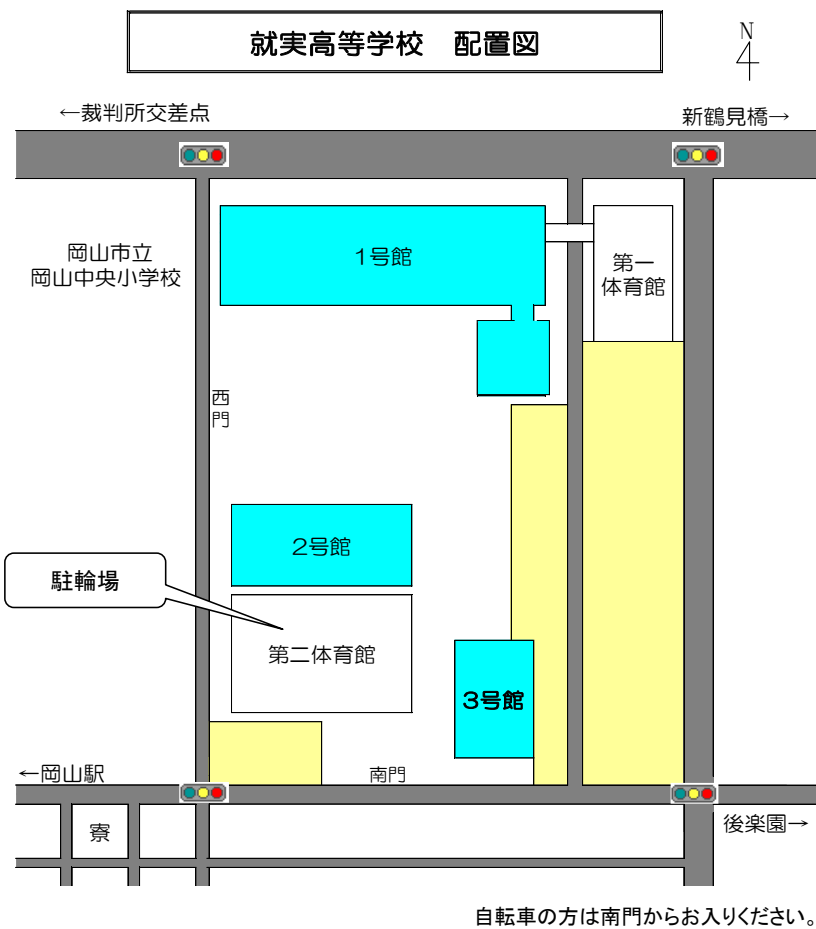 就実高等学校　配置図
N
←裁判所交差点
新鶴見橋→
岡山市立
岡山中央小学校
1号館
第一
体育館
西
門
2号館
駐輪場
第二体育館
3号館
←岡山駅
南門
寮
後楽園→
自転車の方は南門からお入りください。